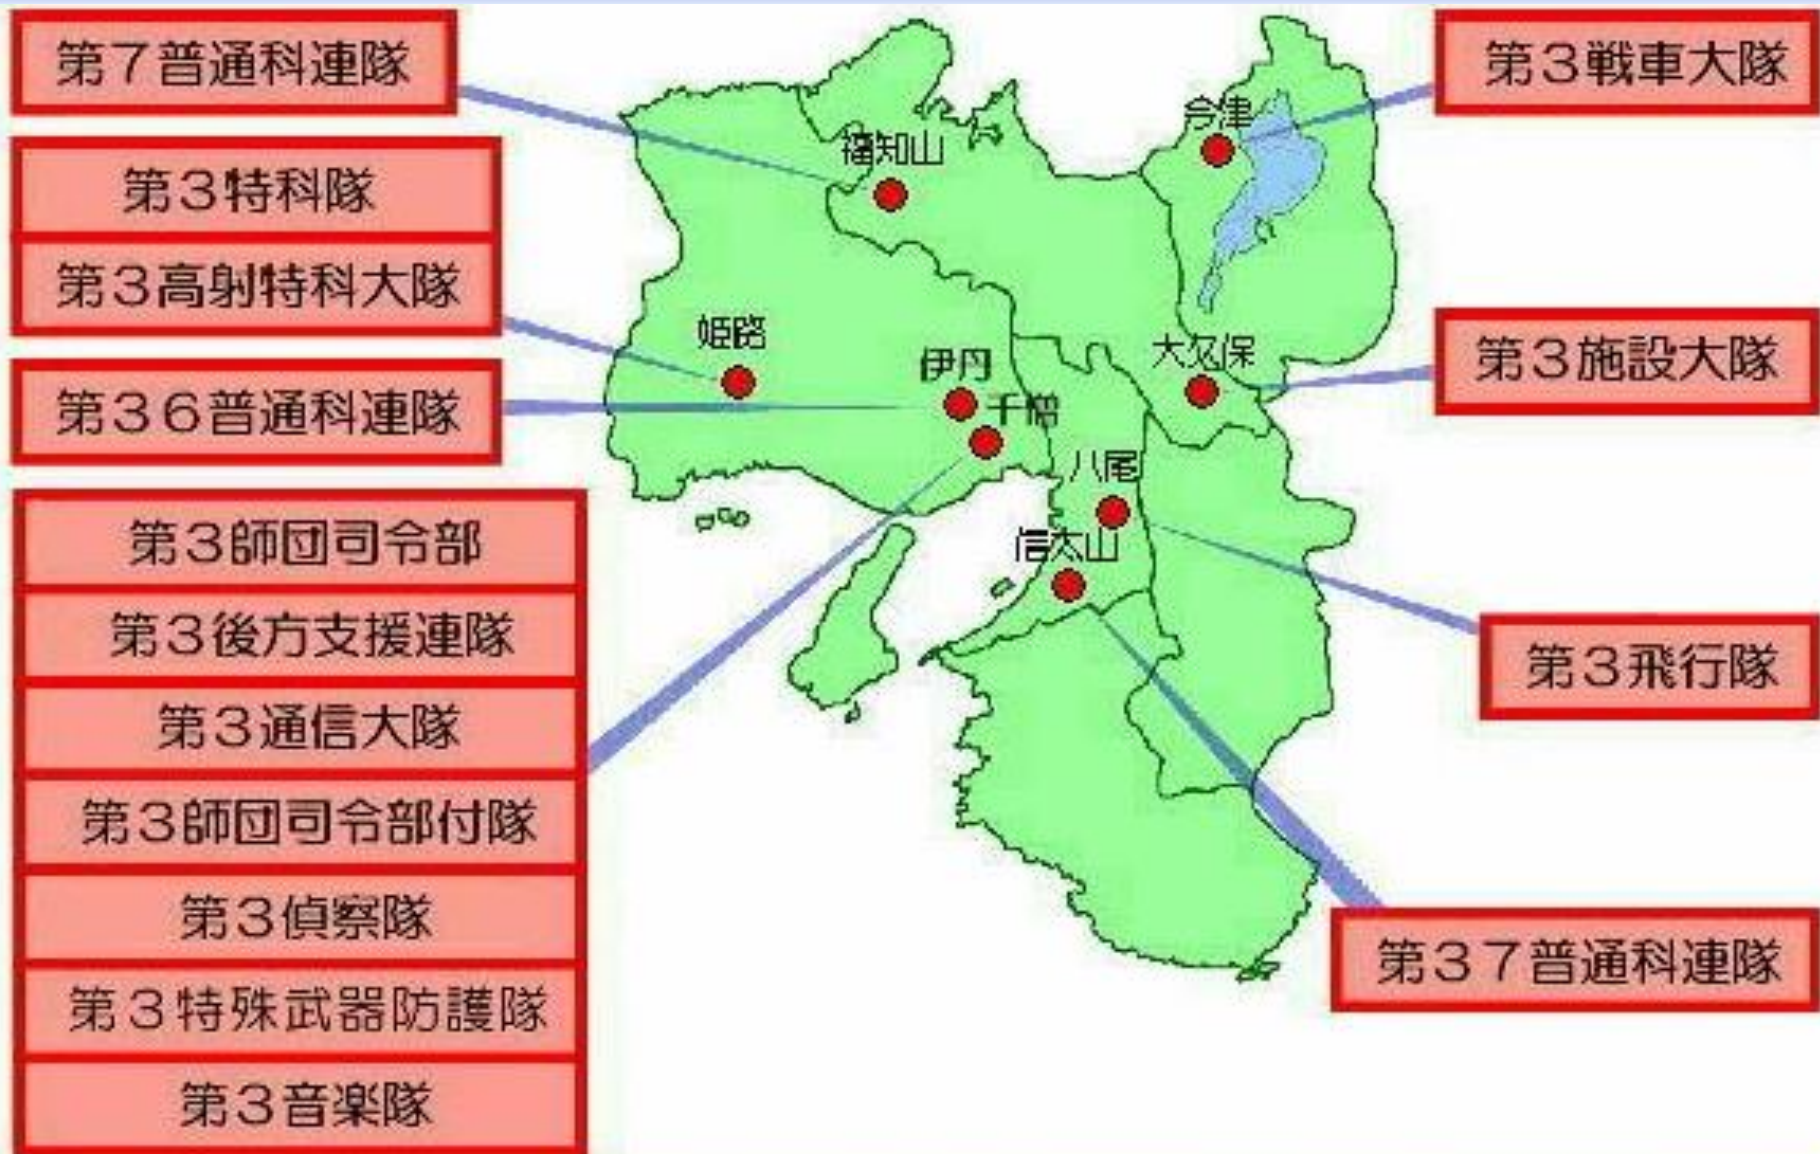 第７普通科連隊
第３特科隊
第３高射特科大隊
第３６普通科連隊
第３師団司令部
第３後方支援連隊
第３通信大隊
第３師団司令部付隊
第３偵察隊
第３特殊武器防護隊
第３音楽隊
福知山
今津
姫路
伊丹
千僧
大久保
八尾
信太山
第３戦車大隊
第３施設大隊
第３飛行隊
第３７普通科連隊